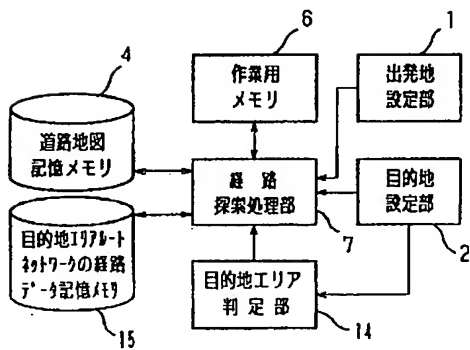 4
道路地図
記憶メモリ
目的地エリアルート
ネットワークの経路
データ記憶メモリ
15
6
作業用
メモリ
経路
探索処理部
7
目的地エリア
判定部
14
1
出発地
設定部
目的地
設定部
2